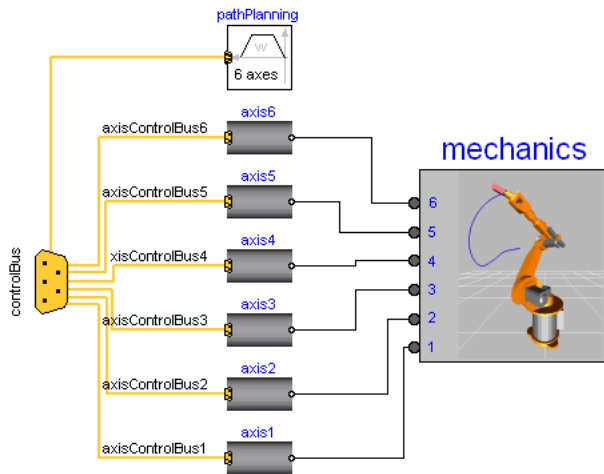 pathPlanning
w
6 axes
axis6
axisControlBus6
mechanics
axis5
axisControlBus5
6
5
axis4
xisControlBus4
4
controlBus
axis3
3
axisControlBus3
2
axis2
1
axisControlBus2
axis1
axisControlBus1